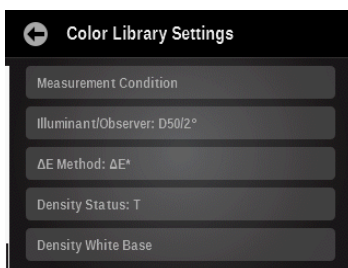 Color Library Settings
Measurement Condition
Illuminant/Observer: D50/2°
ΔE Method: ΔE*
Density Status: T
Density White Base